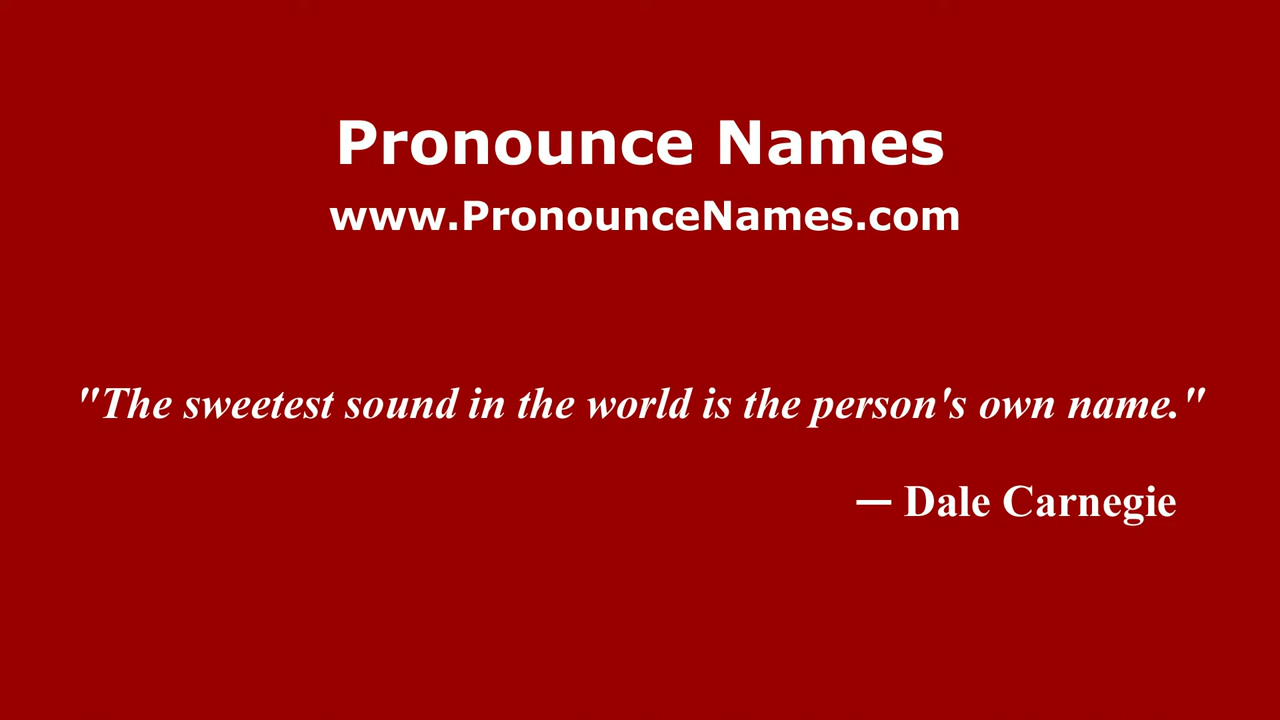 Pronounce Names
www.PronounceNames.com
"The sweetest sound in the world is the person's own name."
— Dale Carnegie